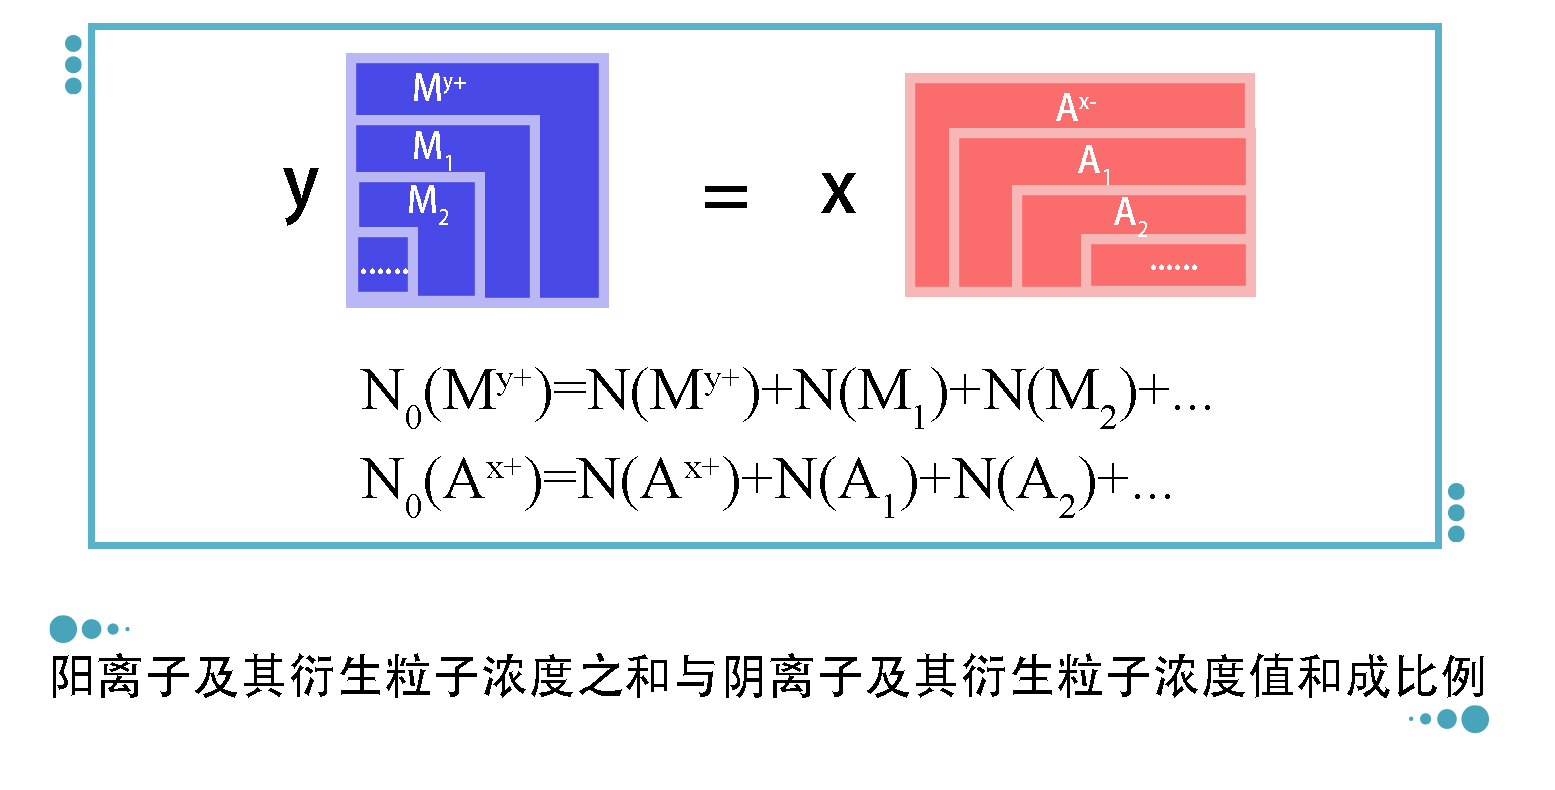 M^{y+}
M_1
M_2
……
y
=
x
A^{x-}
A_1
A_2
……
N_0(M^{y+})=N(M^{y+})+N(M_1)+N(M_2)+...
N_0(A^{x+})=N(A^{x+})+N(A_1)+N(A_2)+...
阳离子及其衍生粒子浓度之和与阴离子及其衍生粒子浓度值和成比例